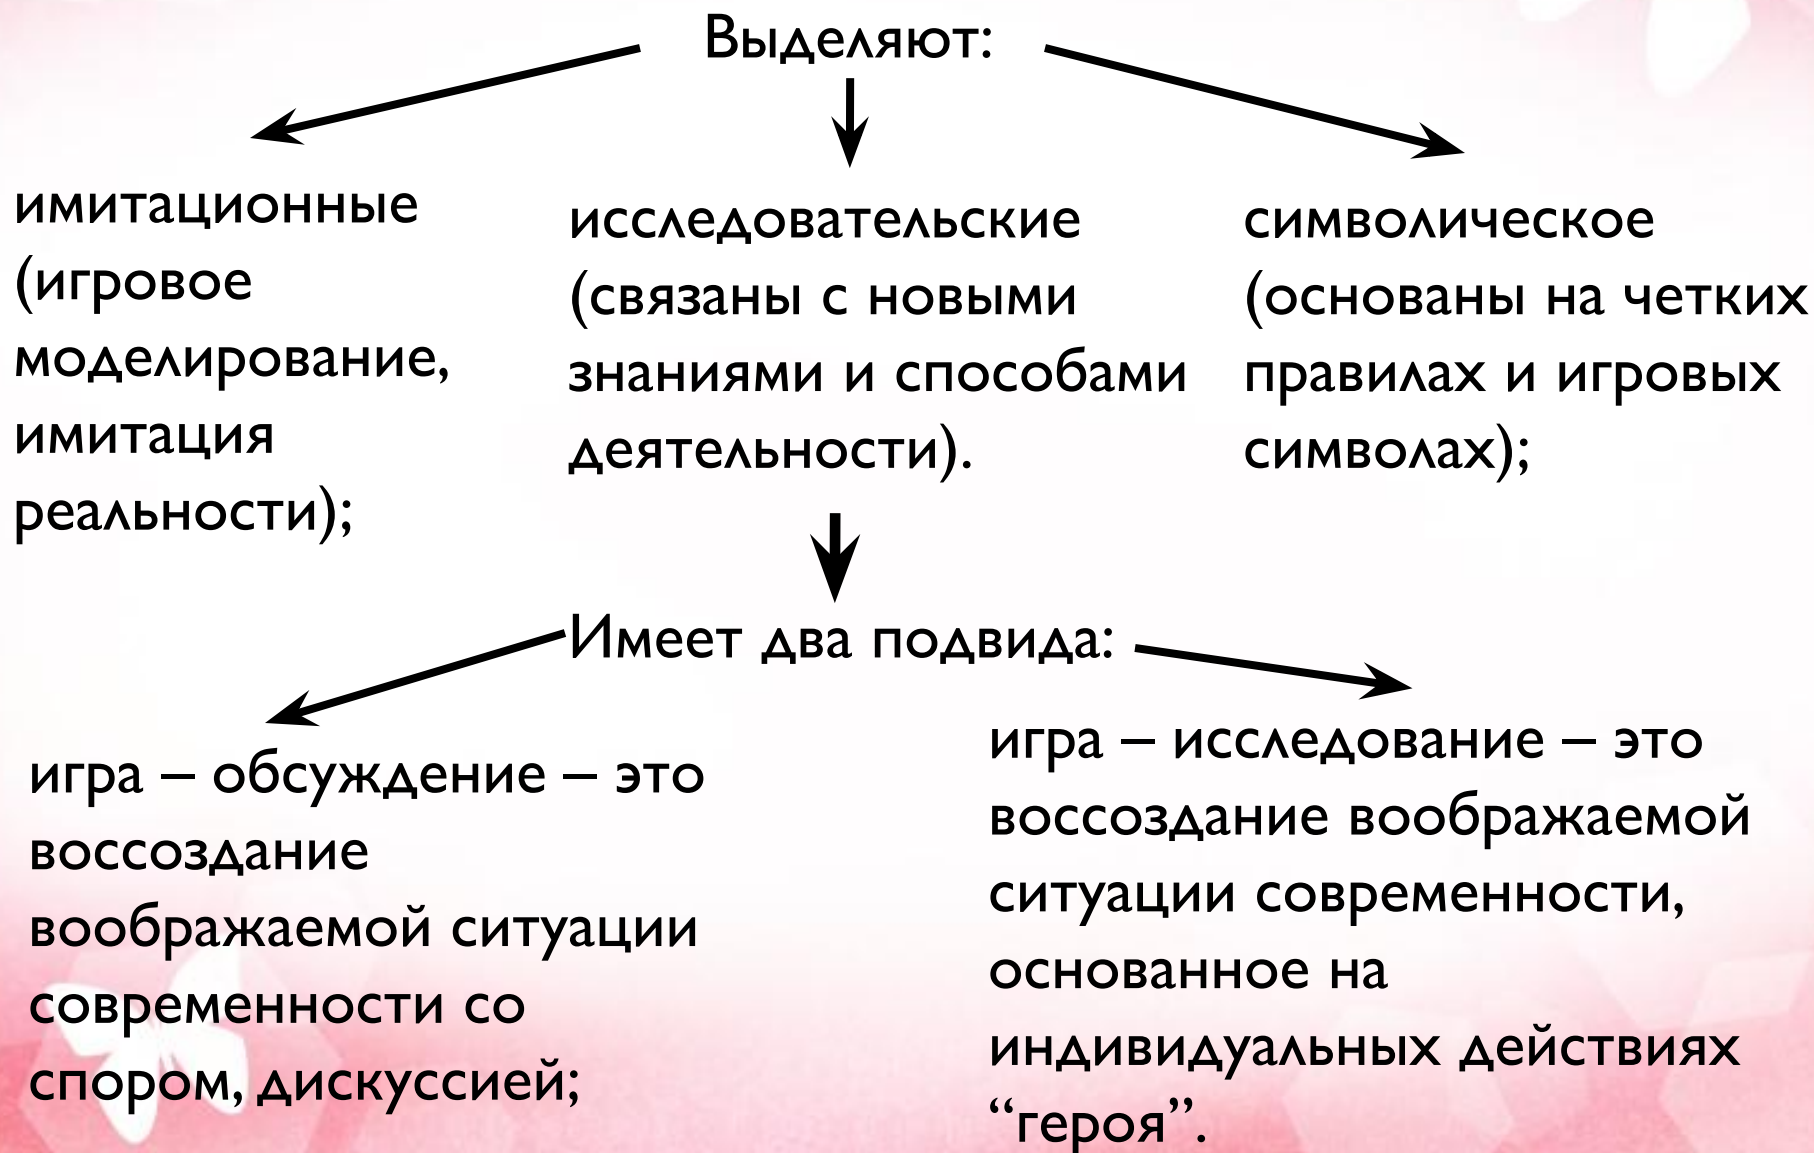 Выделяют:
имитационные
(игровое
моделирование,
имитация
реальности);
исследовательские
(связаны с новыми
знаниями и способами
деятельности).
символическое
(основаны на четких
правилах и игровых
символах);
Имеет два подвида:
игра – обсуждение – это
воссоздание
воображаемой ситуации
современности со
спором, дискуссией;
игра – исследование – это
воссоздание воображаемой
ситуации современности,
основанное на
индивидуальных действиях
“героя”.